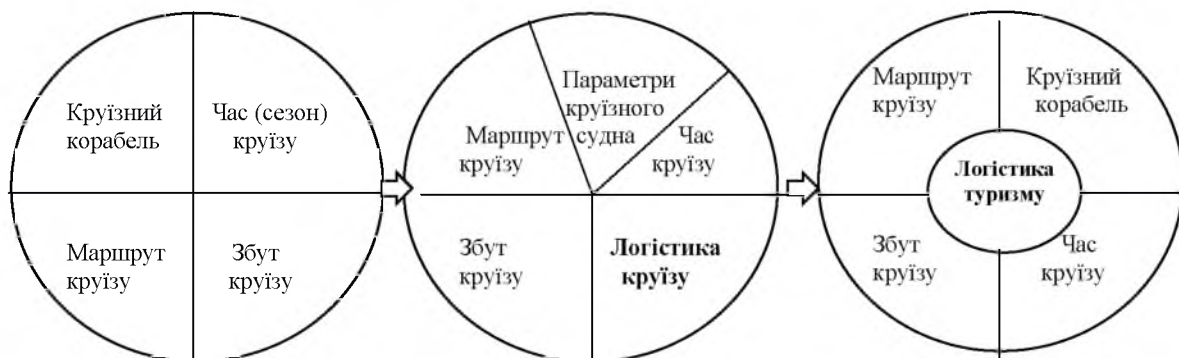 Круїзний
корабель
Час (сезон)
круїзу
Маршрут
круїзу
Збут
круїзу
Параметри
круїзного
судна
Маршрут
круїзу
Час
круїзу
Збут
круїзу
Логістика
круїзу
Маршрут
круїзу
Круїзний
корабель
Логістика
туризму
Збут
круїзу
Час
круїзу